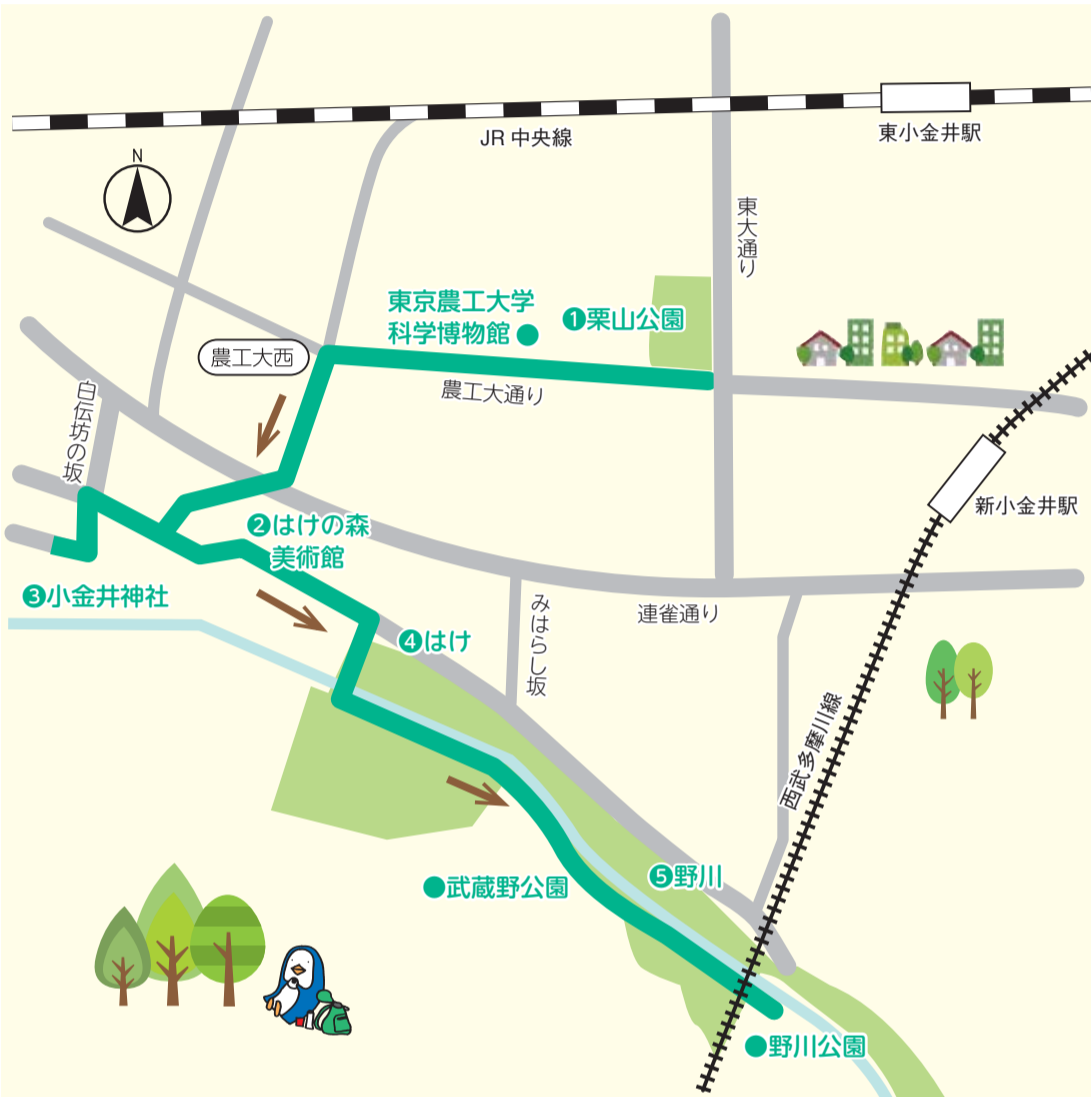 JR 中央線
東小金井駅
N
東大通り
東京農工大学
科学博物館
❶栗山公園
農工大西
農工大通り
白伝坊の坂
新小金井駅
❷はけの森
美術館
❸小金井神社
みはらし坂
連雀通り
❹はけ
西武多摩川線
❺野川
武蔵野公園
野川公園